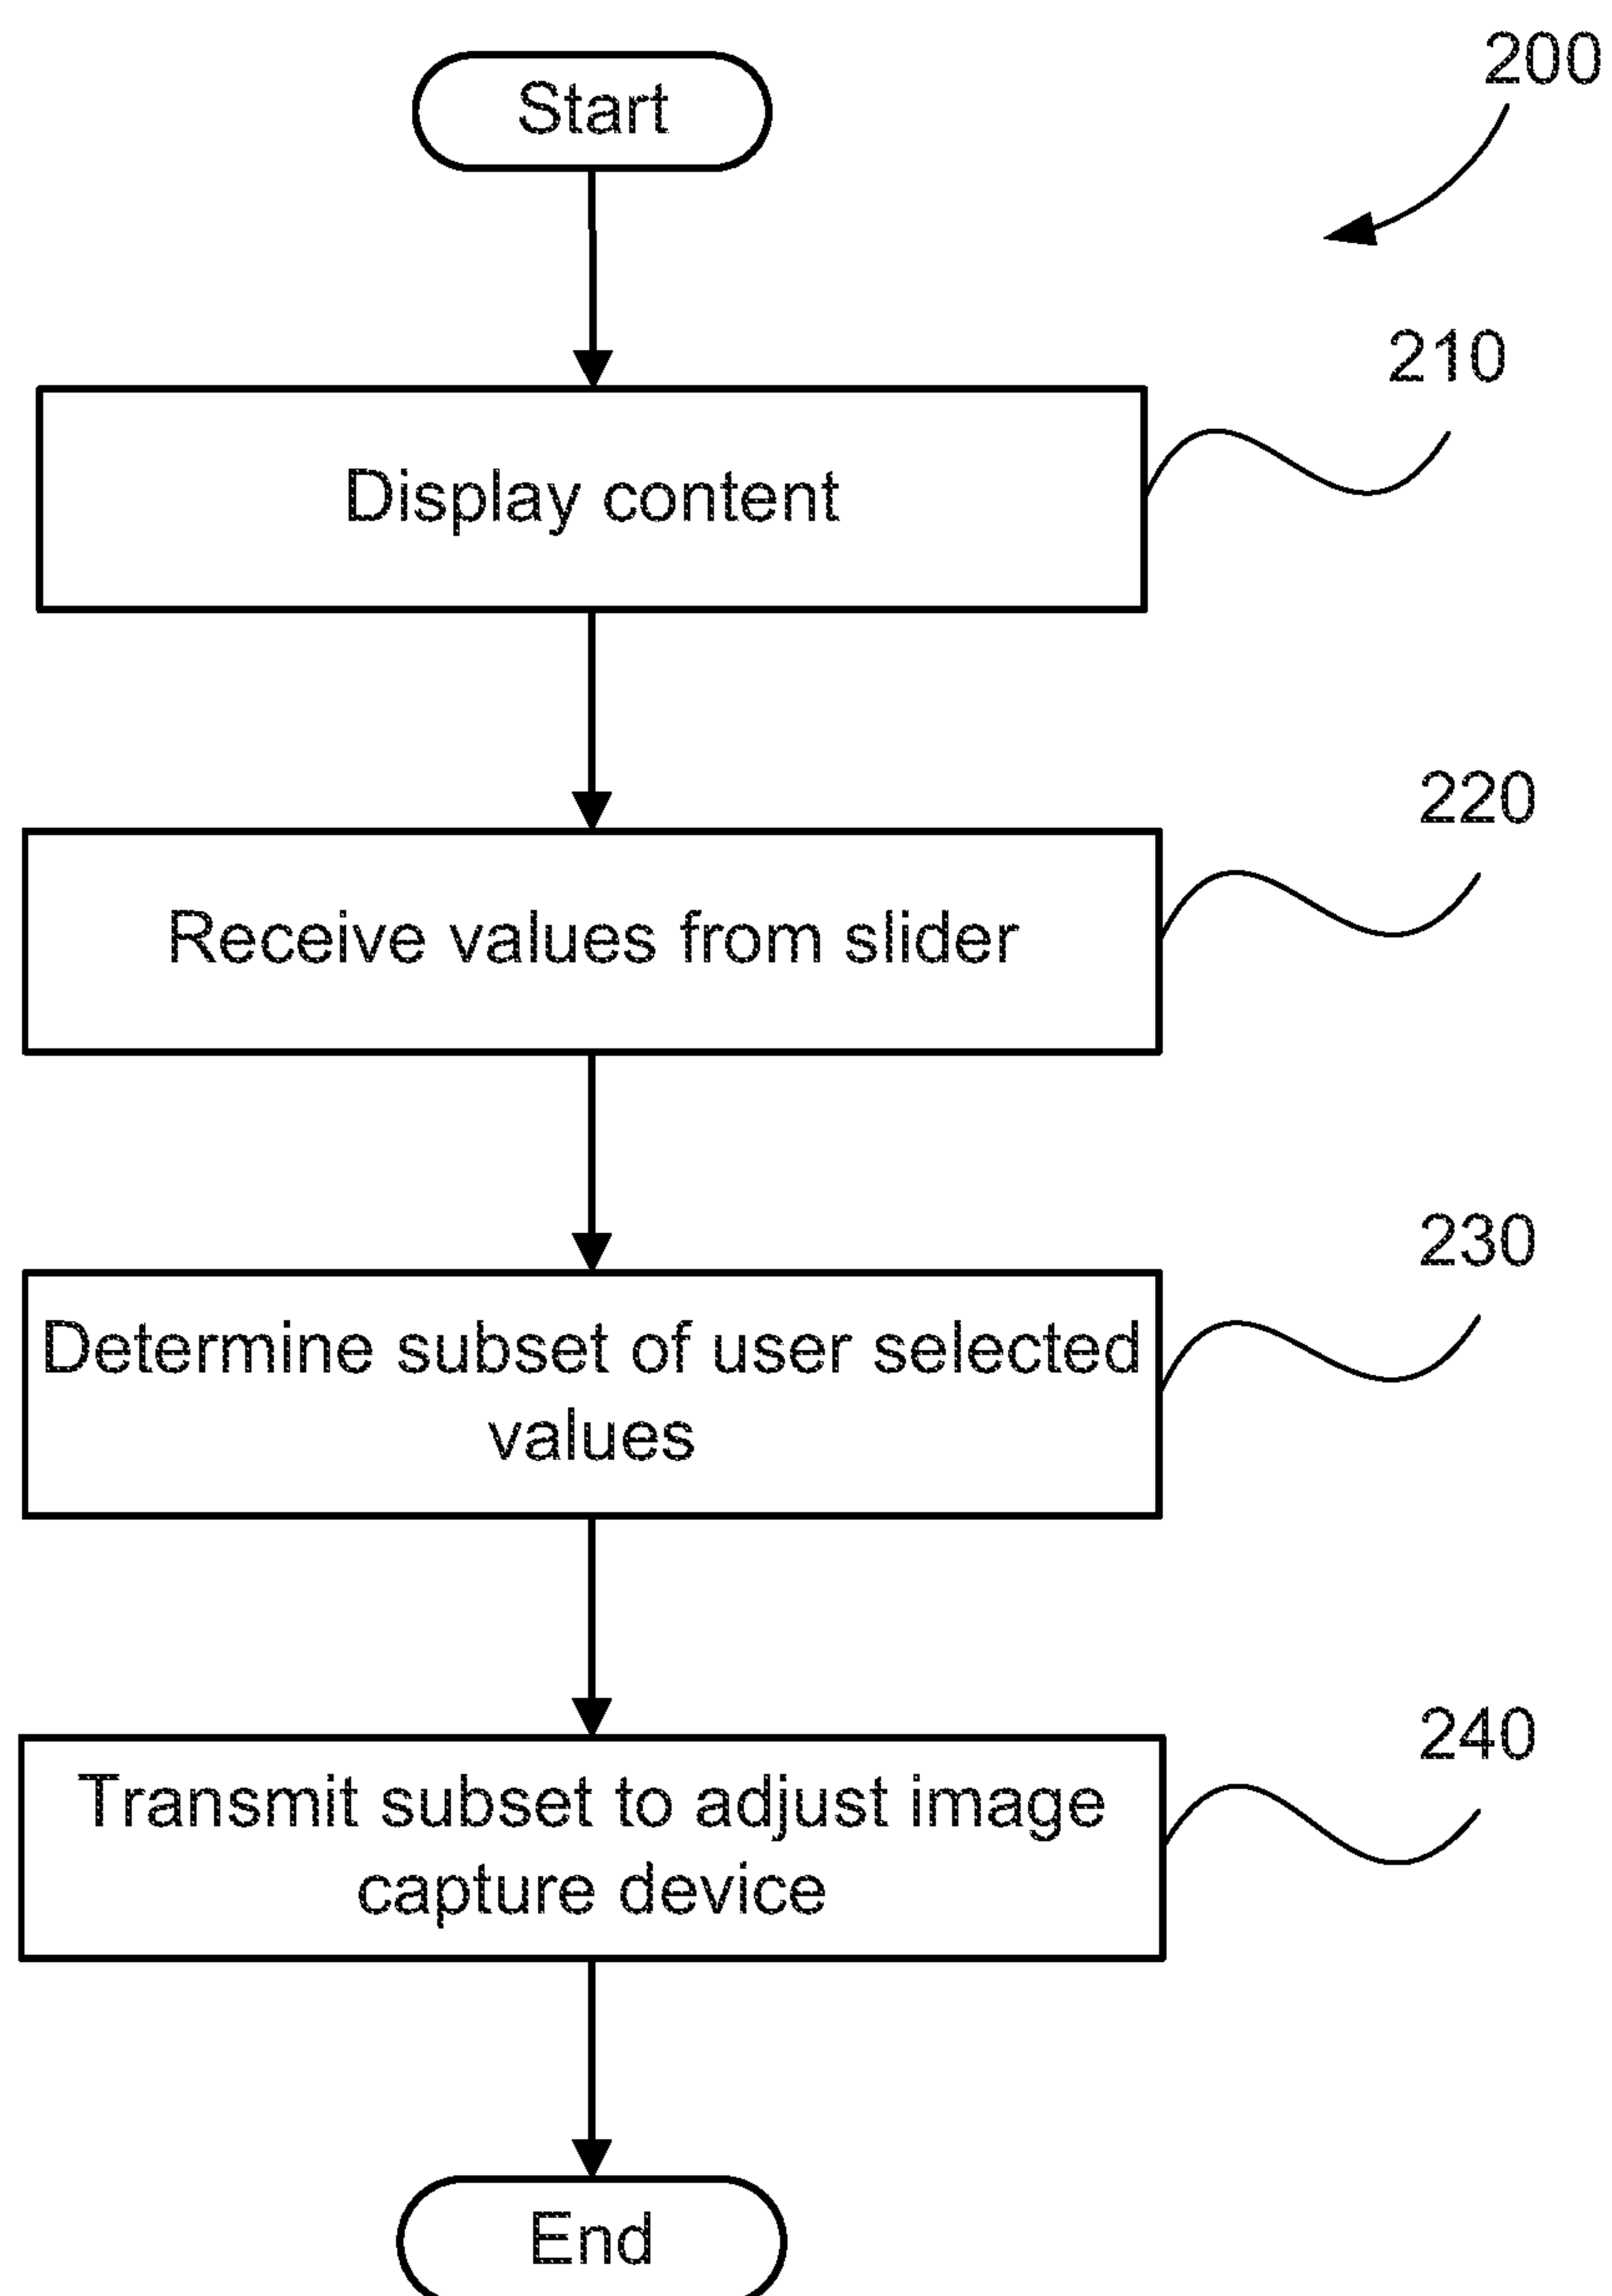 200
Start
210
Display content
220
Receive values from slider
230
Determine subset of user selected
values
240
Transmit subset to adjust image
capture device
End